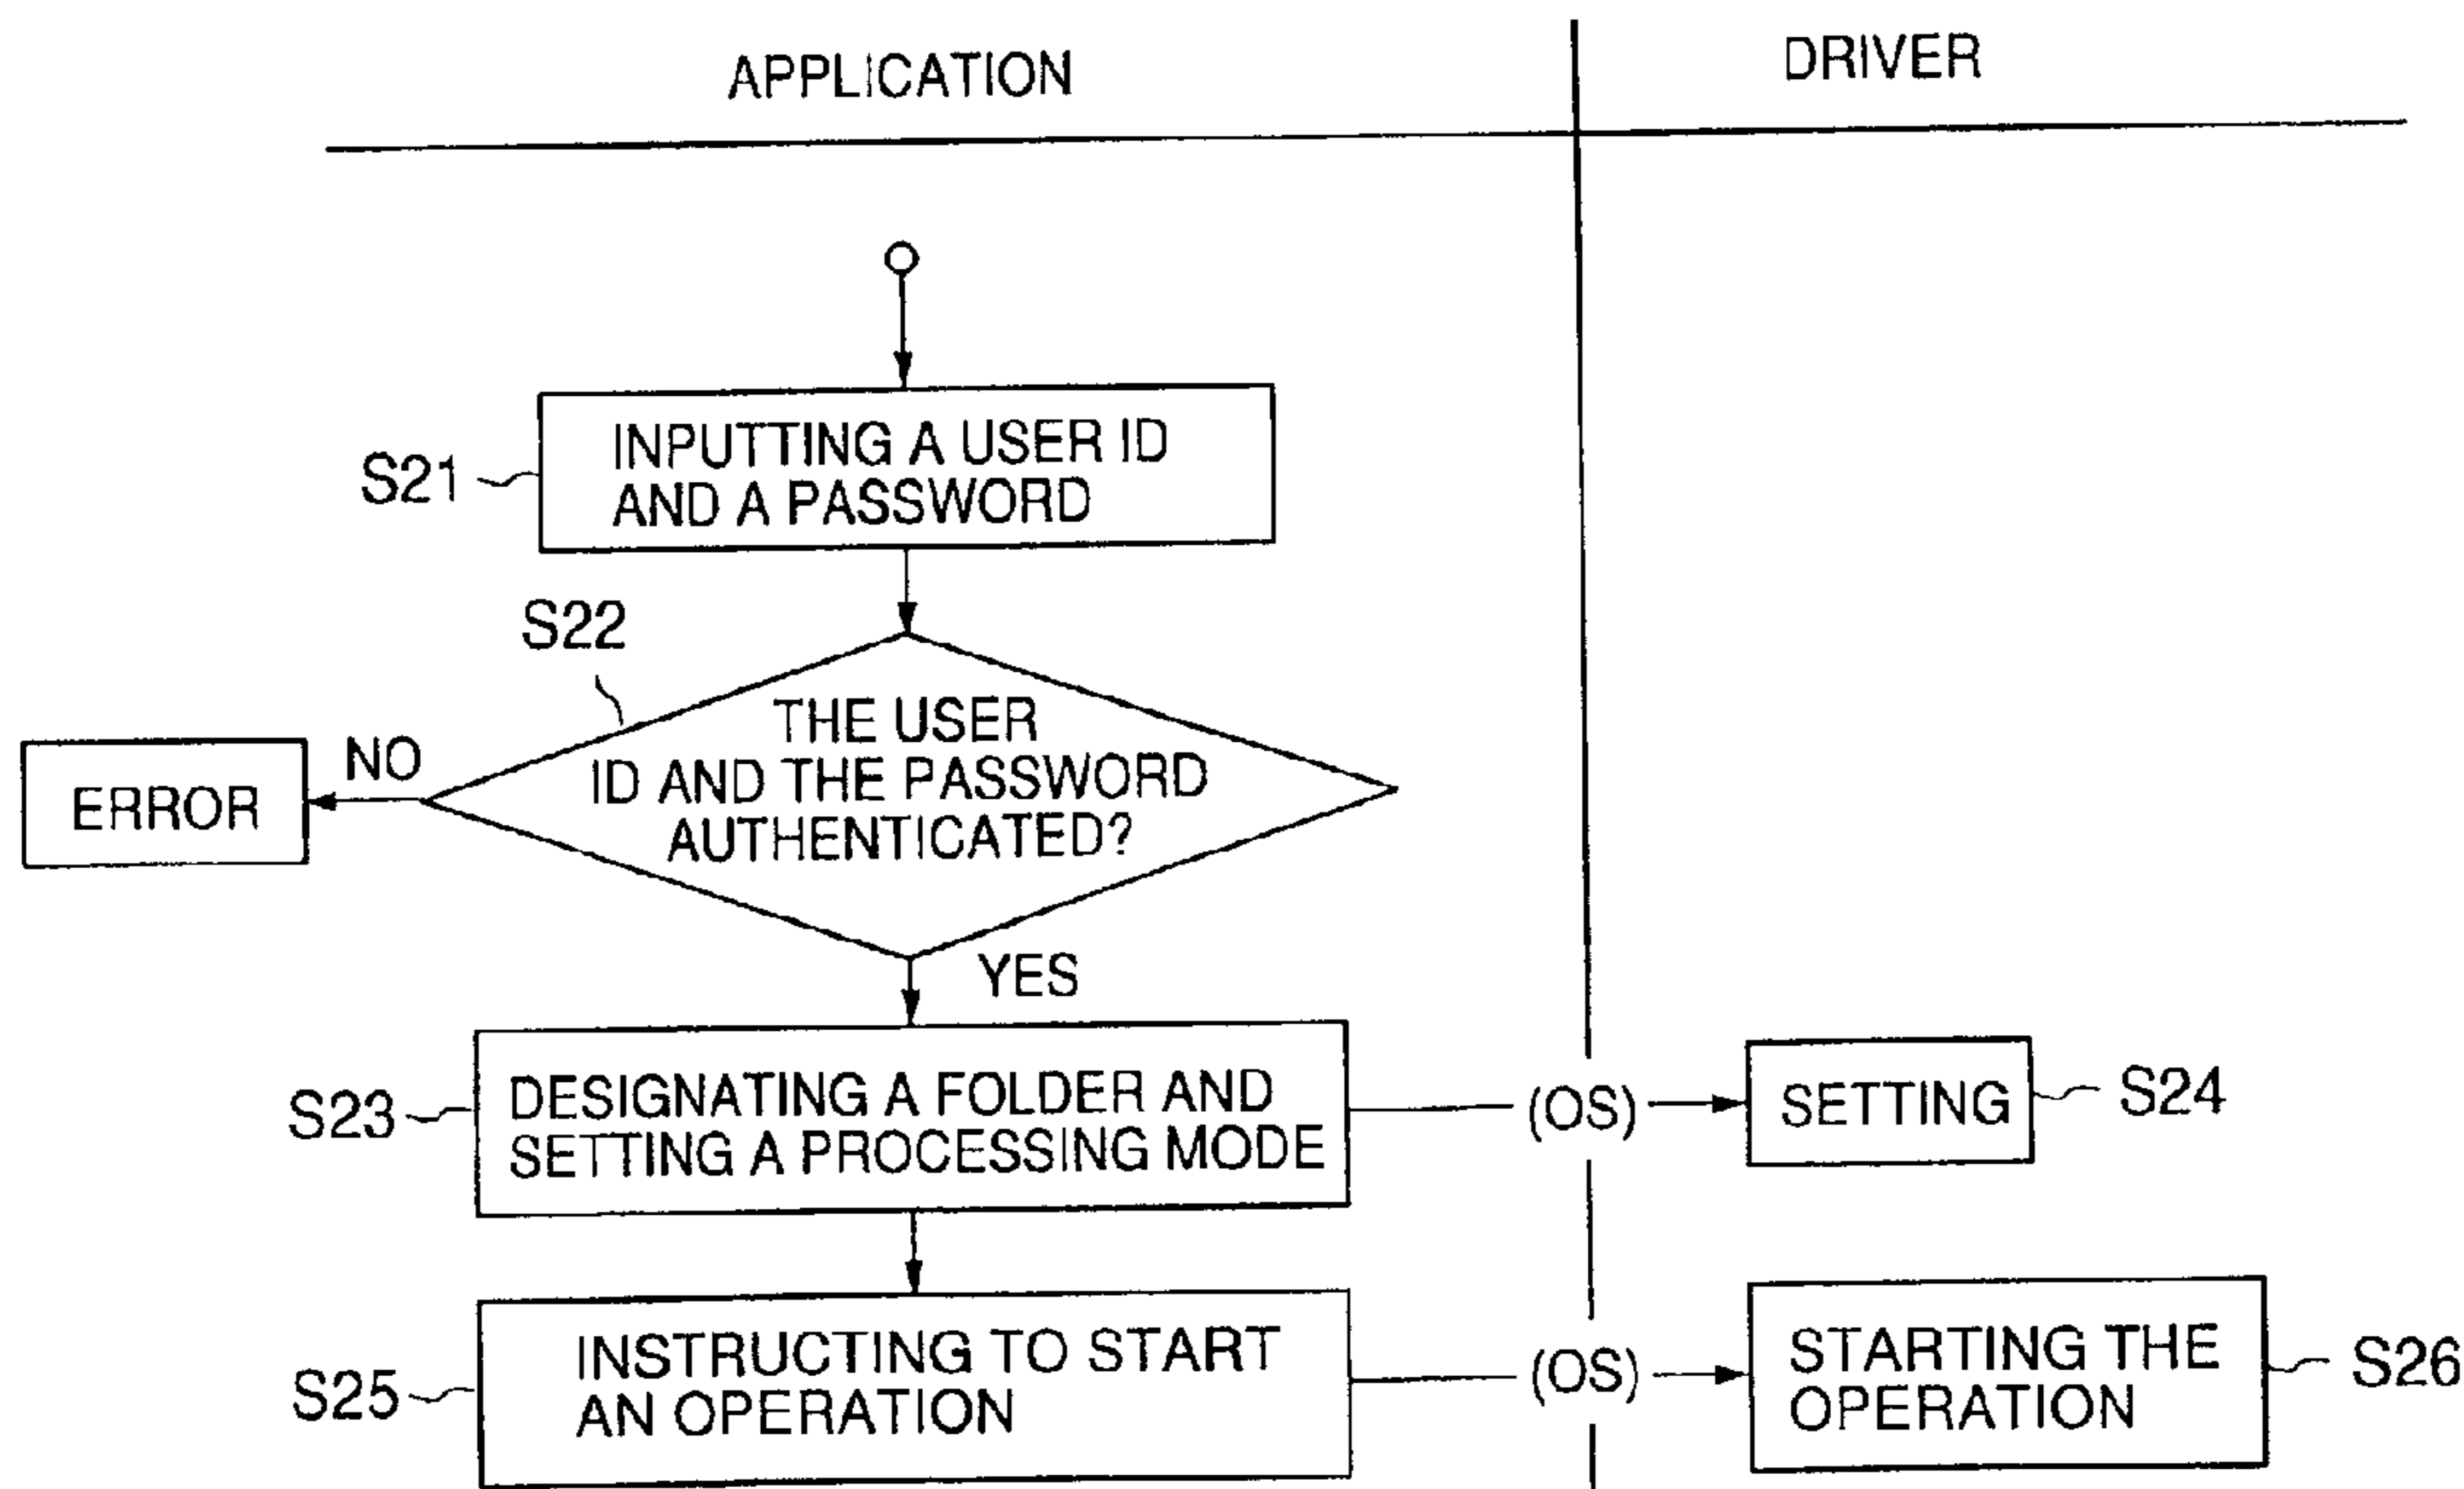 APPLICATION
DRIVER
S21
INPUTTING A USER ID
AND A PASSWORD
S22
THE USER
ID AND THE PASSWORD
AUTHENTICATED?
NO
ERROR
YES
S23
DESIGNATING A FOLDER AND
SETTING A PROCESSING MODE
(OS)
SETTING
S24
S25
INSTRUCTING TO START
AN OPERATION
(OS)
STARTING THE
OPERATION
S26